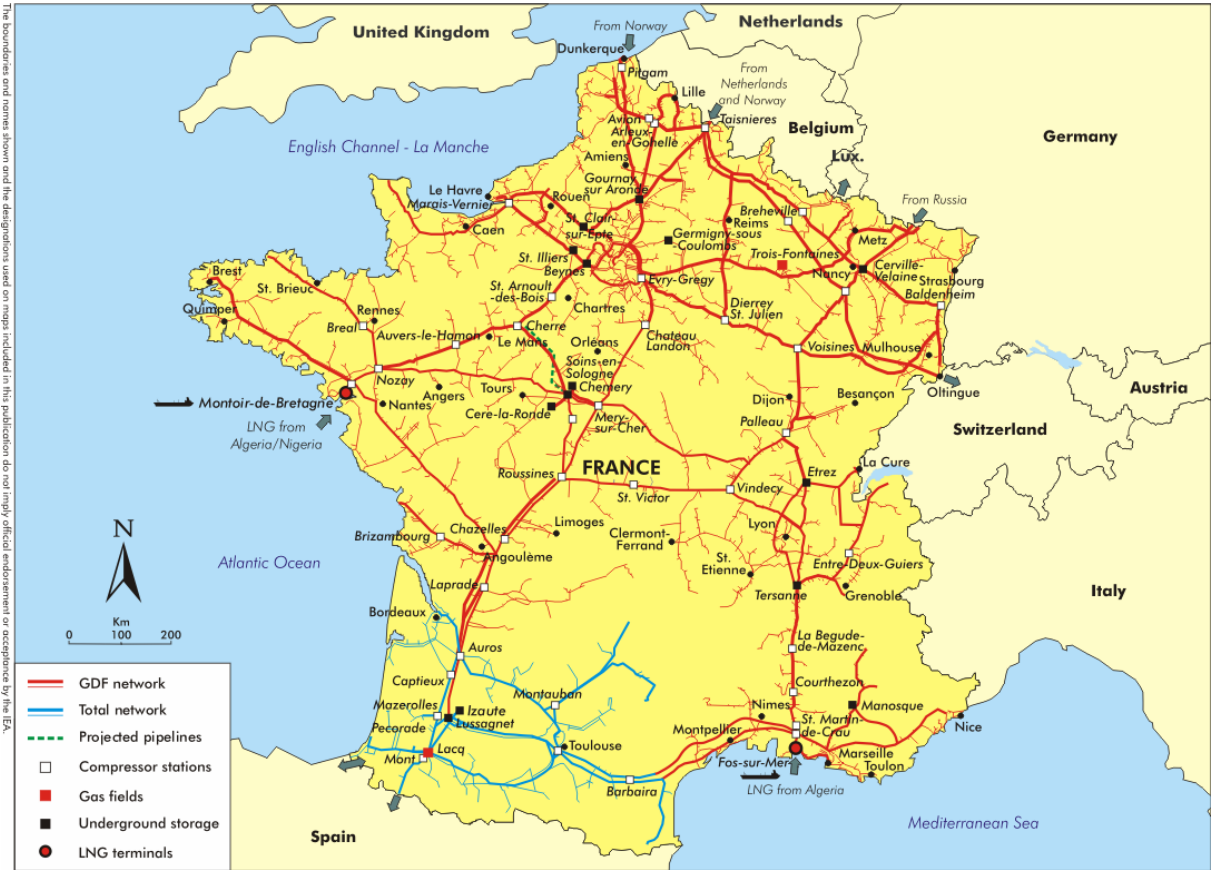 The boundaries and names shown and the designations used on maps included in this publication do not imply official endorsement or acceptance by the IEA.
United Kingdom
Netherlands
From Norway
Dunkerque
Pitgam
From
Netherlands
and Norway
Lille
Avion
Taisnieres
Arleux-
en-Gohelle
Belgium
Germany
English Channel - La Manche
Amiens
Lux.
Gournay
sur Aronde
Le Havre
Marais-Vernier
Rouen
From Russia
Breheville
Reims
St. Clair-
sur-Epte
Caen
Germigny-sous
-Coulombs
Metz
St. Illiers
Beynes
Trois-Fontaines
Nancy
Cerville-
Velaine
Brest
St. Brieuc
Evry-Gregy
Strasbourg
St. Arnoult
-des-Bois
Baldenheim
Chartres
Dierrey
St. Julien
Quimper
Rennes
Breal
Auvers-le-Hamon
Cherre
Le Mans
Orleans
Chateau
Landon
Voisines
Mulhouse
Soins-en-
Sologne
Nozay
Tours
Chemery
Oltingue
Austria
Angers
Montoir-de-Bretagne
Nantes
Cere-la-Ronde
Mery-
sur-Cher
Dijon
Besançon
Palleau
Switzerland
LNG from
Algeria/Nigeria
FRANCE
La Cure
Roussines
Etrez
St. Victor
Vindecy
N
Chazelles
Limoges
Brizambourg
Clermont-
Ferrand
Lyon
Angoulème
Atlantic Ocean
St.
Etienne
Entre-Deux-Guiers
Laprade
Tersanne
Grenoble
Italy
Bordeaux
Km
0 100 200
La Begude-
de-Mazenc
Auros
Captieux
Courthezon
Montauban
Mazerolles
Izaute
Lussagnet
Nimes
Manosque
Pecorade
St. Martin-
de-Crau
Nice
Montpellier
Toulouse
Lacq
Mont
Marseille
Fos-sur-Mer
Toulon
Barbaira
LNG from Algeria
Mediterranean Sea
Spain
GDF network
Total network
Projected pipelines
Compressor stations
Gas fields
Underground storage
LNG terminals